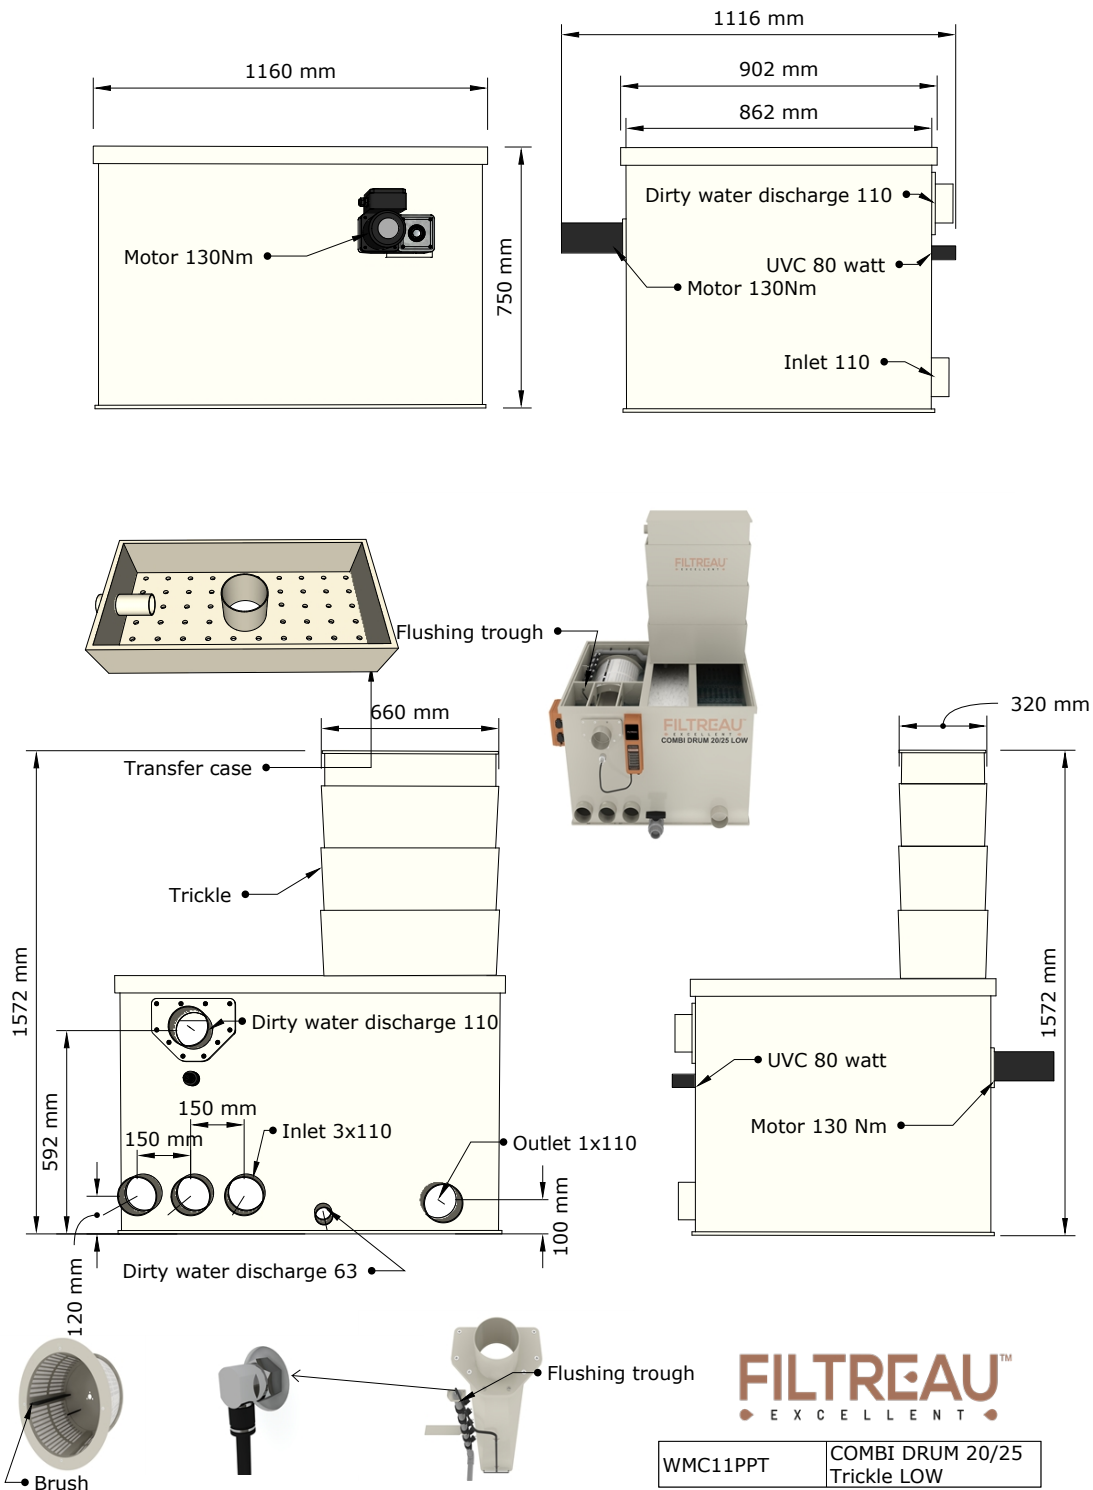 1116 mm
1160 mm
902 mm
862 mm
Dirty water discharge 110
Motor 130Nm
750 mm
UVC 80 watt
Motor 130Nm
Inlet 110
FILTREAU
EXCELLENT
Flushing trough
FILTREAU
EXCELLENT
COMBI DRUM 20/25 LOW
660 mm
320 mm
Transfer case
Trickle
1572 mm
1572 mm
Dirty water discharge 110
592 mm
150 mm
150 mm
Inlet 3x110
Outlet 1x110
100 mm
UVC 80 watt
Motor 130 Nm
Dirty water discharge 63
120 mm
Flushing trough
Brush
FILTREAU™
EXCELLENT
WMC11PPT
COMBI DRUM 20/25
Trickle LOW